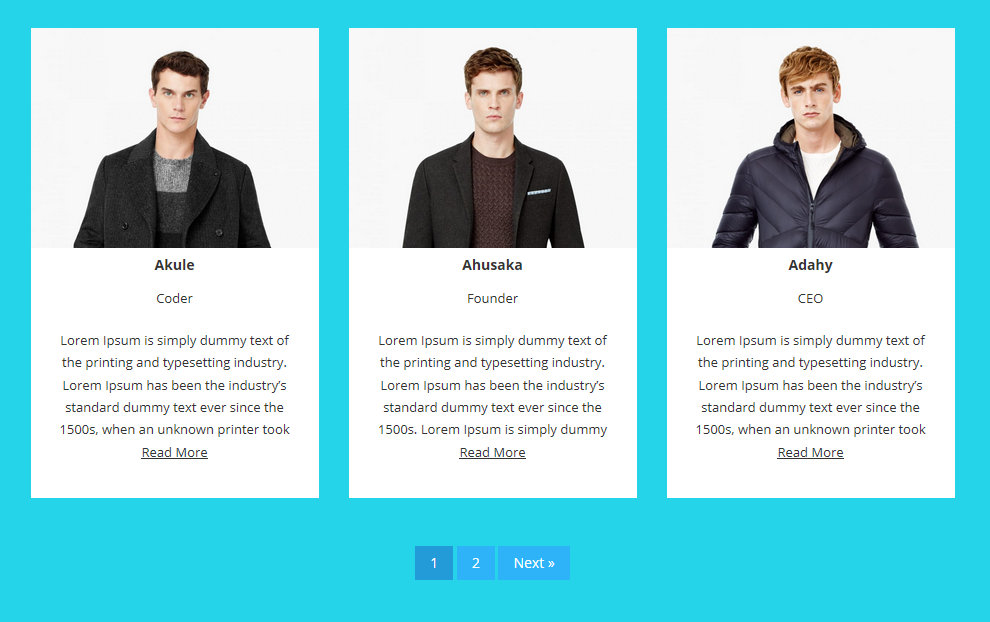 Akule
Coder
Lorem Ipsum is simply dummy text of
the printing and typesetting industry.
Lorem Ipsum has been the industry’s
standard dummy text ever since the
1500s, when an unknown printer took
Read More
Ahusaka
Founder
Lorem Ipsum is simply dummy text of
the printing and typesetting industry.
Lorem Ipsum has been the industry’s
standard dummy text ever since the
1500s. Lorem Ipsum is simply dummy
Read More
Adahy
CEO
Lorem Ipsum is simply dummy text of
the printing and typesetting industry.
Lorem Ipsum has been the industry’s
standard dummy text ever since the
1500s, when an unknown printer took
Read More
1 2 Next »